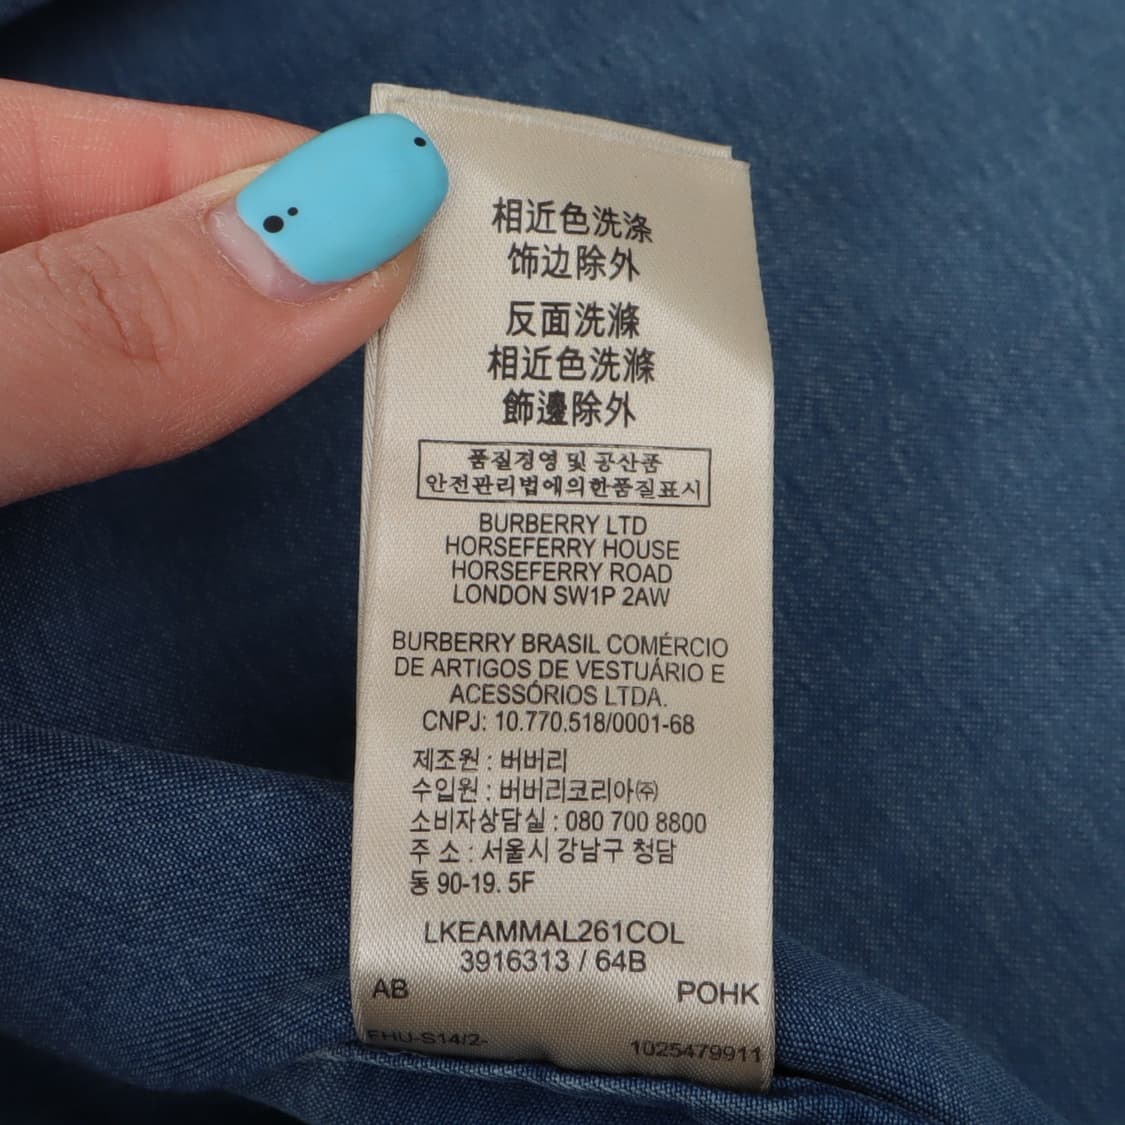 相近色洗涤
饰边除外
反面洗滌
相近色洗滌
飾邊除外
품질경영 및 공산품
안전관리법에의한품질표시
BURBERRY LTD
HORSEFERRY HOUSE
HORSEFERRY ROAD
LONDON SW1P 2AW
BURBERRY BRASIL COMÉRCIO
DE ARTIGOS DE VESTUÁRIO E
ACESSÓRIOS LTDA.
CNPJ: 10.770.518/0001-68
제조원 : 버버리
수입원 : 버버리코리아㈜
소비자상담실 : 080 700 8800
주 소 : 서울시 강남구 청담
동 90-19. 5F
LKEAMMAL261COL
3916313 / 64B
AB POHK
FHU-S14/2- 1025479911